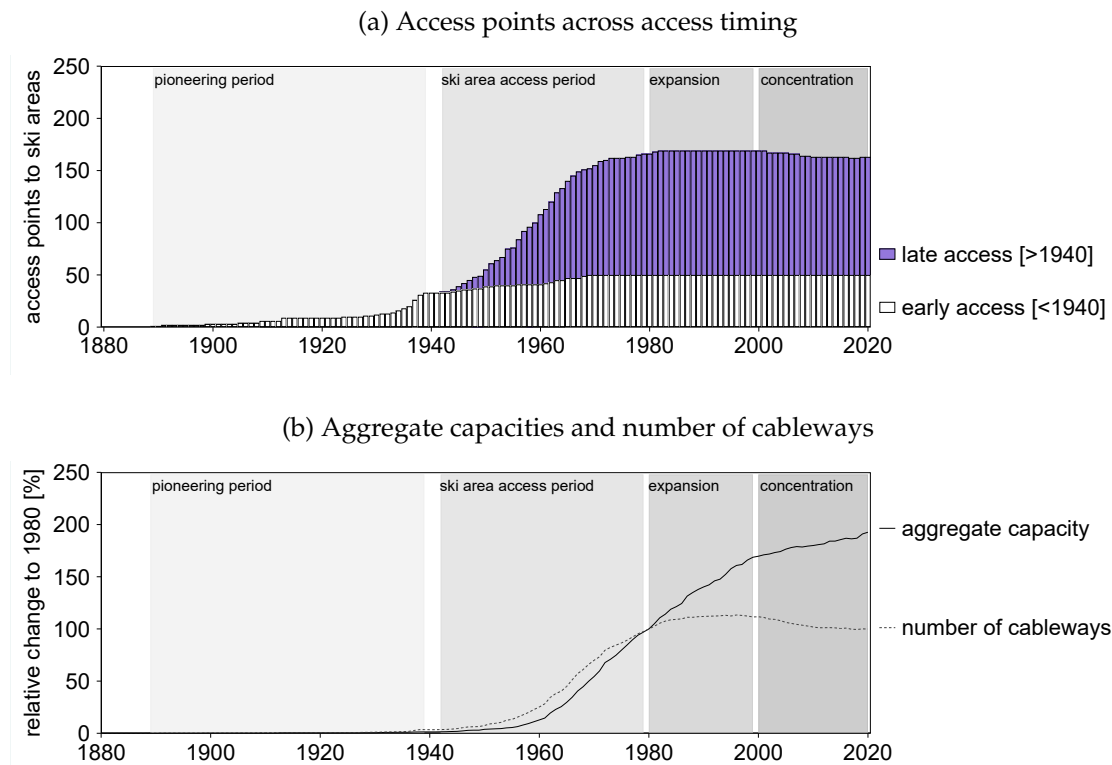 (a) Access points across access timing
access points to ski areas
250
200
150
100
50
0
pioneering period
ski area access period
expansion
concentration
1880
1900
1920
1940
1960
1980
2000
2020
late access [>1940]
early access [<1940]
(b) Aggregate capacities and number of cableways
relative change to 1980 [%]
250
200
150
100
50
0
pioneering period
ski area access period
expansion
concentration
1880
1900
1920
1940
1960
1980
2000
2020
aggregate capacity
number of cableways